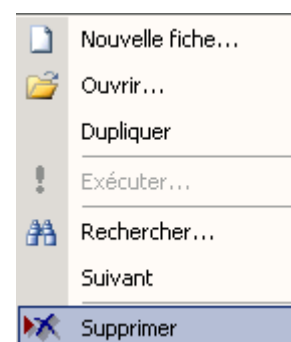 Nouvelle fiche...
Ouvrir...
Dupliquer
Exécuter...
Rechercher...
Suivant
Supprimer